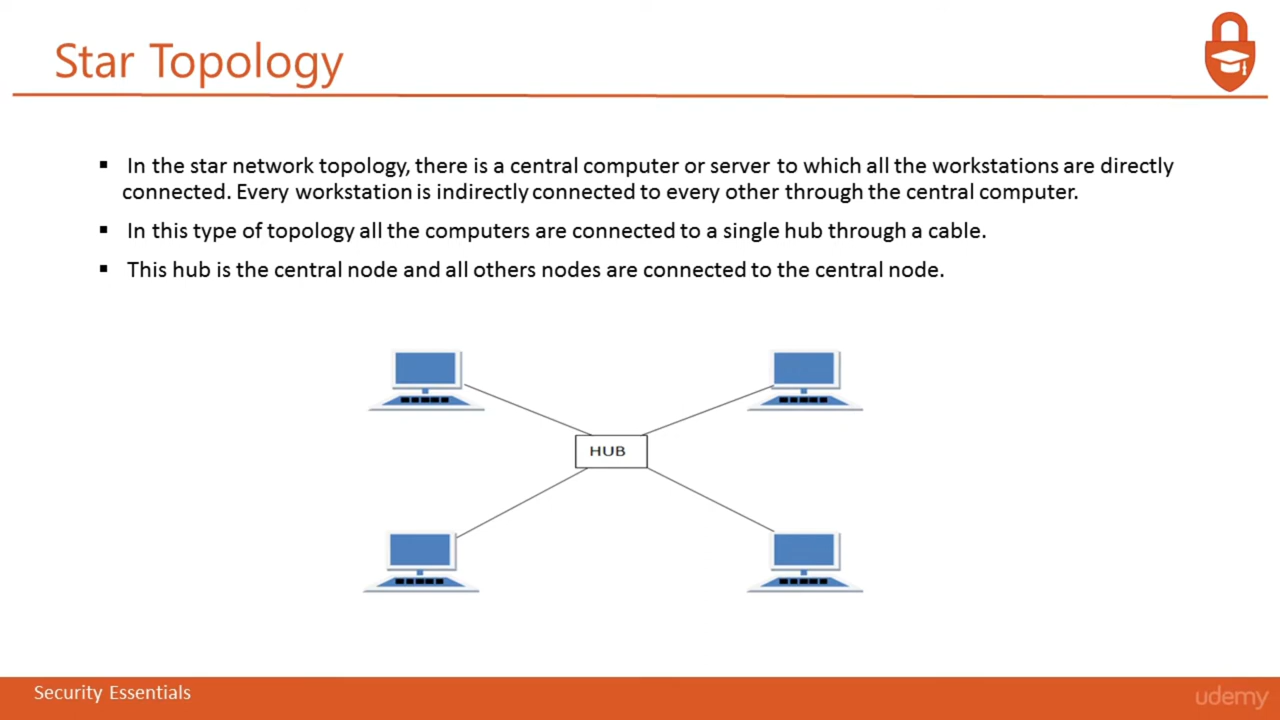 Star Topology
▪ In the star network topology, there is a central computer or server to which all the workstations are directly
connected. Every workstation is indirectly connected to every other through the central computer.
▪ In this type of topology all the computers are connected to a single hub through a cable.
▪ This hub is the central node and all others nodes are connected to the central node.
HUB
Security Essentials
udemy